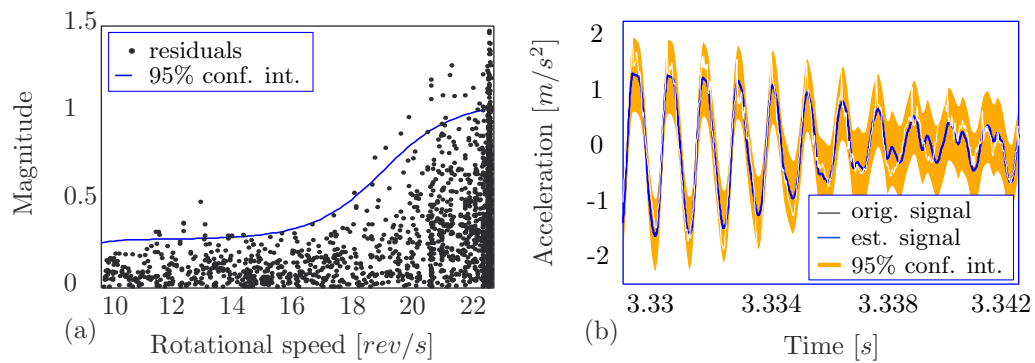 1.5
1
0.5
0
Magnitude
residuals
95% conf. int.
10 12 14 16 18 20 22
(a)
Rotational speed [rev/s]
2
1
0
-1
-2
Acceleration [m/s²]
orig. signal
est. signal
95% conf. int.
3.33 3.334 3.338 3.342
(b)
Time [s]